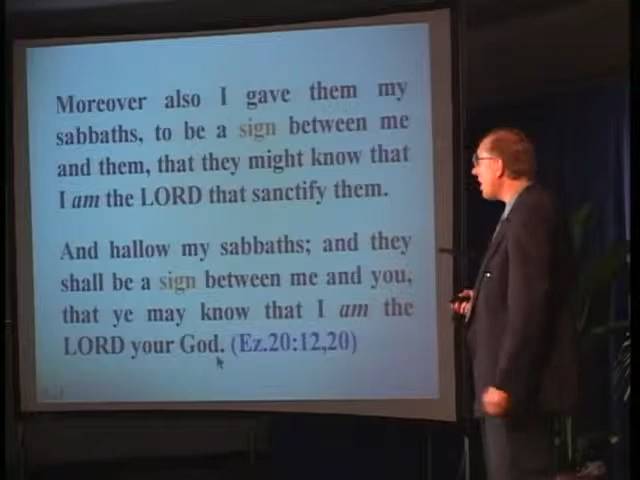 Moreover also I gave them my
sabbaths, to be a sign between me
and them, that they might know that
I am the LORD that sanctify them.
And hallow my sabbaths; and they
shall be a sign between me and you,
that ye may know that I am the
LORD your God. (Ez.20:12,20)